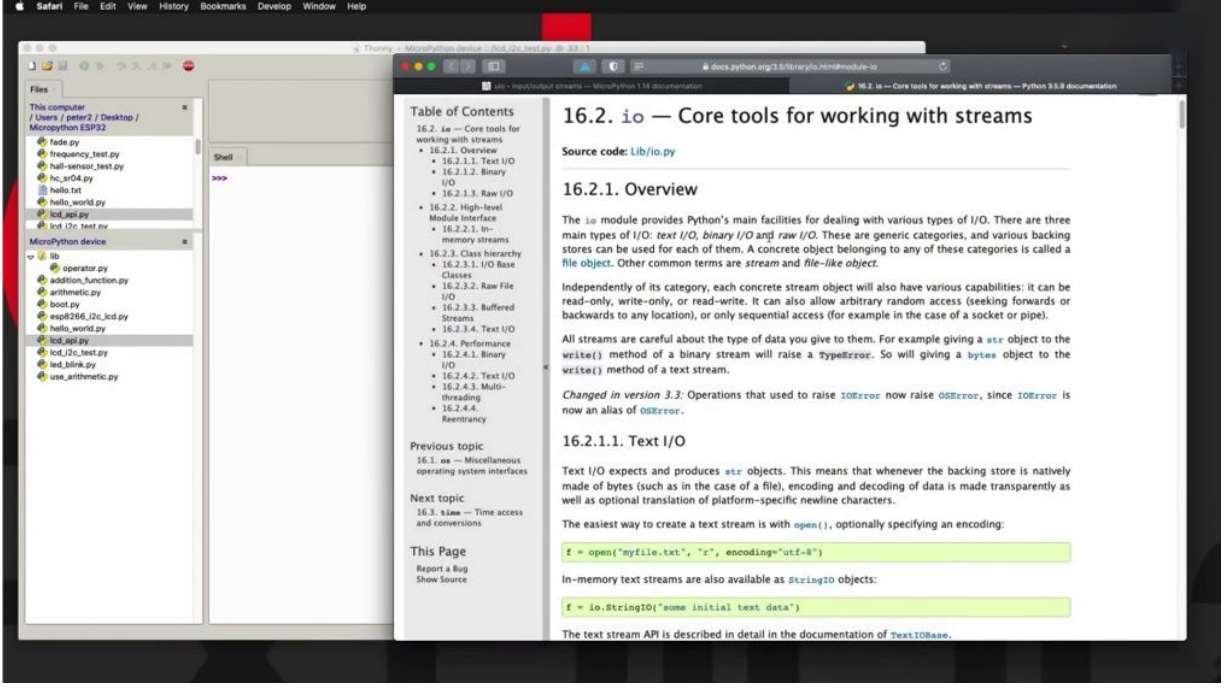 Safari File Edit View History Bookmarks Develop Window Help
Thonny - MicroPython device :: /lcd_i2c_test.py @ 33 : 1
Files
This computer
/ Users / peter2 / Desktop /
Micropython ESP32
fade.py
frequency_test.py
hall-sensor_test.py
hc_sr04.py
hello.txt
hello_world.py
lcd_api.py
lcd_i2c_test.py
MicroPython device
lib
operator.py
addition_function.py
arithmetic.py
boot.py
esp8266_i2c_lcd.py
hello_world.py
lcd_api.py
lcd_i2c_test.py
led_blink.py
use_arithmetic.py
Shell
>>>
docs.python.org/3.5/library/io.html#module-io
uio – input/output streams — MicroPython 1.14 documentation
16.2. io — Core tools for working with streams — Python 3.5.9 documentation
Table of Contents
16.2. io — Core tools for
working with streams
• 16.2.1. Overview
• 16.2.1.1. Text I/O
• 16.2.1.2. Binary
I/O
• 16.2.1.3. Raw I/O
• 16.2.2. High-level
Module Interface
• 16.2.2.1. In-
memory streams
• 16.2.3. Class hierarchy
• 16.2.3.1. I/O Base
Classes
• 16.2.3.2. Raw File
I/O
• 16.2.3.3. Buffered
Streams
• 16.2.3.4. Text I/O
• 16.2.4. Performance
• 16.2.4.1. Binary
I/O
• 16.2.4.2. Text I/O
• 16.2.4.3. Multi-
threading
• 16.2.4.4.
Reentrancy
Previous topic
16.1. os — Miscellaneous
operating system interfaces
Next topic
16.3. time — Time access
and conversions
This Page
Report a Bug
Show Source
«
16.2. io — Core tools for working with streams
Source code: Lib/io.py
16.2.1. Overview
The io module provides Python's main facilities for dealing with various types of I/O. There are three
main types of I/O: text I/O, binary I/O and raw I/O. These are generic categories, and various backing
stores can be used for each of them. A concrete object belonging to any of these categories is called a
file object. Other common terms are stream and file-like object.
Independently of its category, each concrete stream object will also have various capabilities: it can be
read-only, write-only, or read-write. It can also allow arbitrary random access (seeking forwards or
backwards to any location), or only sequential access (for example in the case of a socket or pipe).
All streams are careful about the type of data you give to them. For example giving a str object to the
write() method of a binary stream will raise a TypeError. So will giving a bytes object to the
write() method of a text stream.
Changed in version 3.3: Operations that used to raise IOError now raise OSError, since IOError is
now an alias of OSError.
16.2.1.1. Text I/O
Text I/O expects and produces str objects. This means that whenever the backing store is natively
made of bytes (such as in the case of a file), encoding and decoding of data is made transparently as
well as optional translation of platform-specific newline characters.
The easiest way to create a text stream is with open(), optionally specifying an encoding:
f = open("myfile.txt", "r", encoding="utf-8")
In-memory text streams are also available as StringIO objects:
f = io.StringIO("some initial text data")
The text stream API is described in detail in the documentation of TextIOBase.